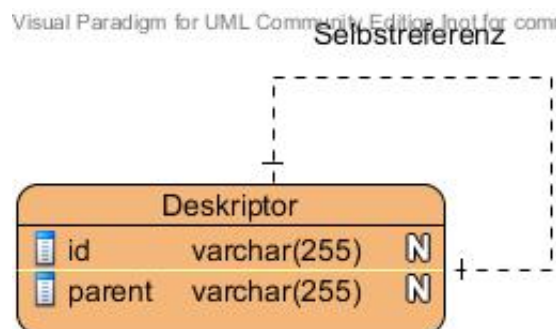 Visual Paradigm for UML Community Edition [not for com
Selbstreferenz
Deskriptor
id varchar(255) N
parent varchar(255) N